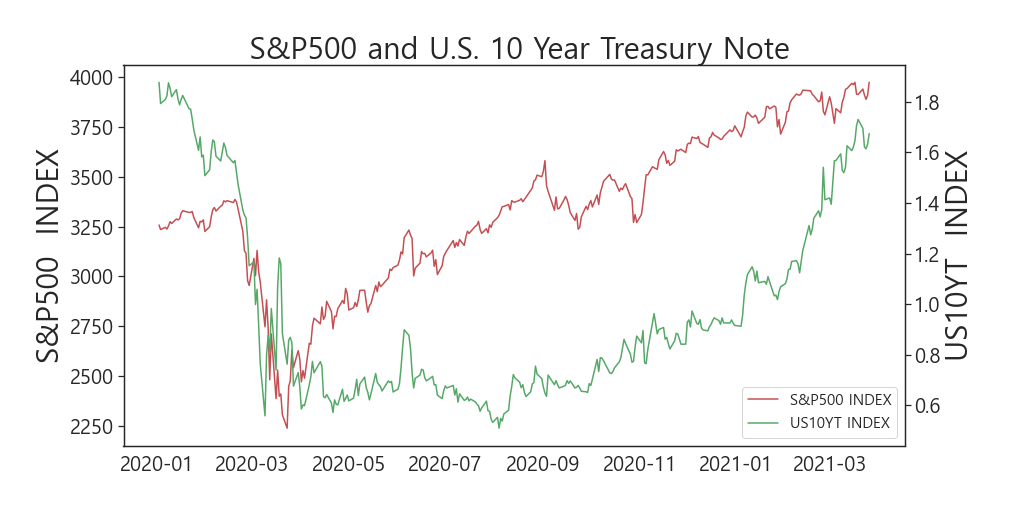 S&P500 and U.S. 10 Year Treasury Note
4000
3750
3500
3250
3000
2750
2500
2250
S&P500 INDEX
1.8
1.6
1.4
1.2
1.0
0.8
0.6
US10YT INDEX
S&P500 INDEX
US10YT INDEX
2020-01 2020-03 2020-05 2020-07 2020-09 2020-11 2021-01 2021-03